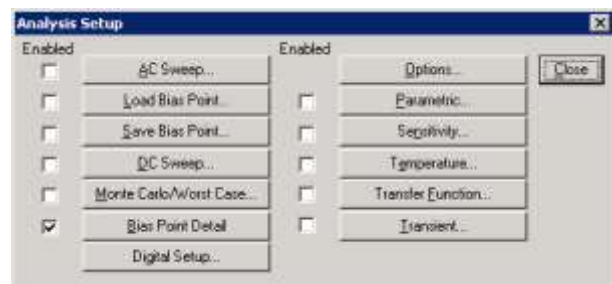 Analysis Setup
Enabled
Enabled
AC Sweep...
Options...
Close
Load Bias Point...
Parametric...
Save Bias Point...
Sensitivity...
DC Sweep...
Temperature...
Monte Carlo/Worst Case...
Transfer Function...
Bias Point Detail
Transient...
Digital Setup...